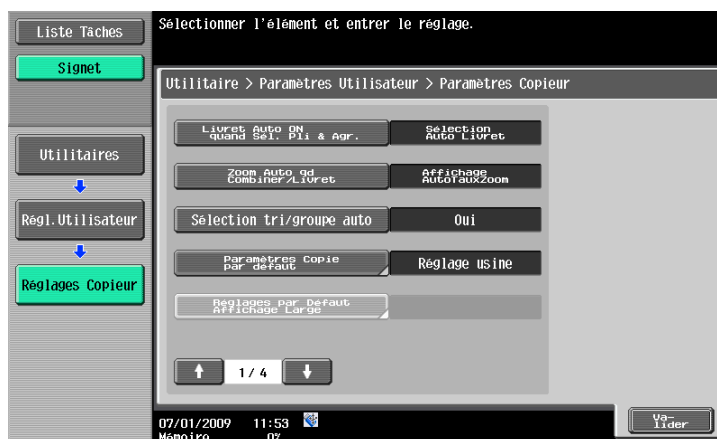 Liste Tâches
Sélectionner l'élément et entrer le réglage.
Signet
Utilitaire > Paramètres Utilisateur > Paramètres Copieur
Livret Auto ON
quand Sél. Pli & Agr.
Sélection
Auto Livret
Utilitaires
Zoom Auto qd
Combiner/Livret
Affichage
AutoTauxZoom
Régl.Utilisateur
Sélection tri/groupe auto
Oui
Paramètres Copie
par défaut
Réglage usine
Réglages Copieur
Réglages par Défaut
Affichage Large
1/ 4
07/01/2009 11:53
Mémoire 0%
Va-
lider